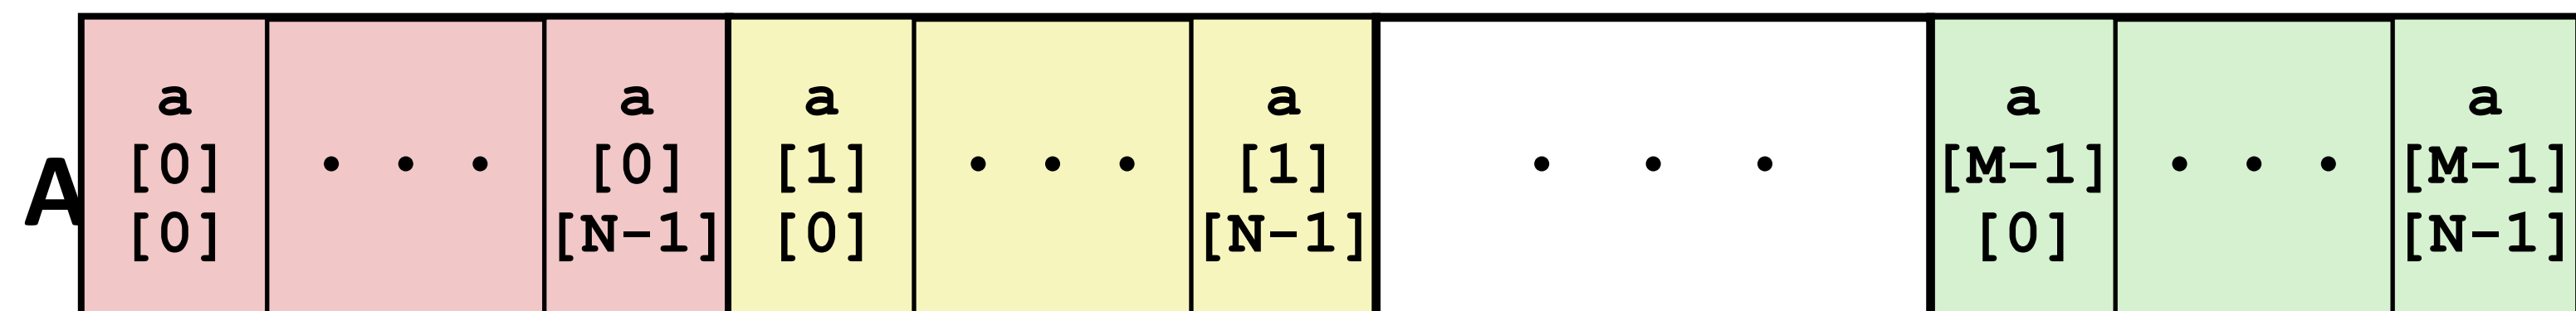 A
a
[0]
[0]
. . .
a
[0]
[N-1]
a
[1]
[0]
. . .
a
[1]
[N-1]
. . .
a
[M-1]
[0]
. . .
a
[M-1]
[N-1]